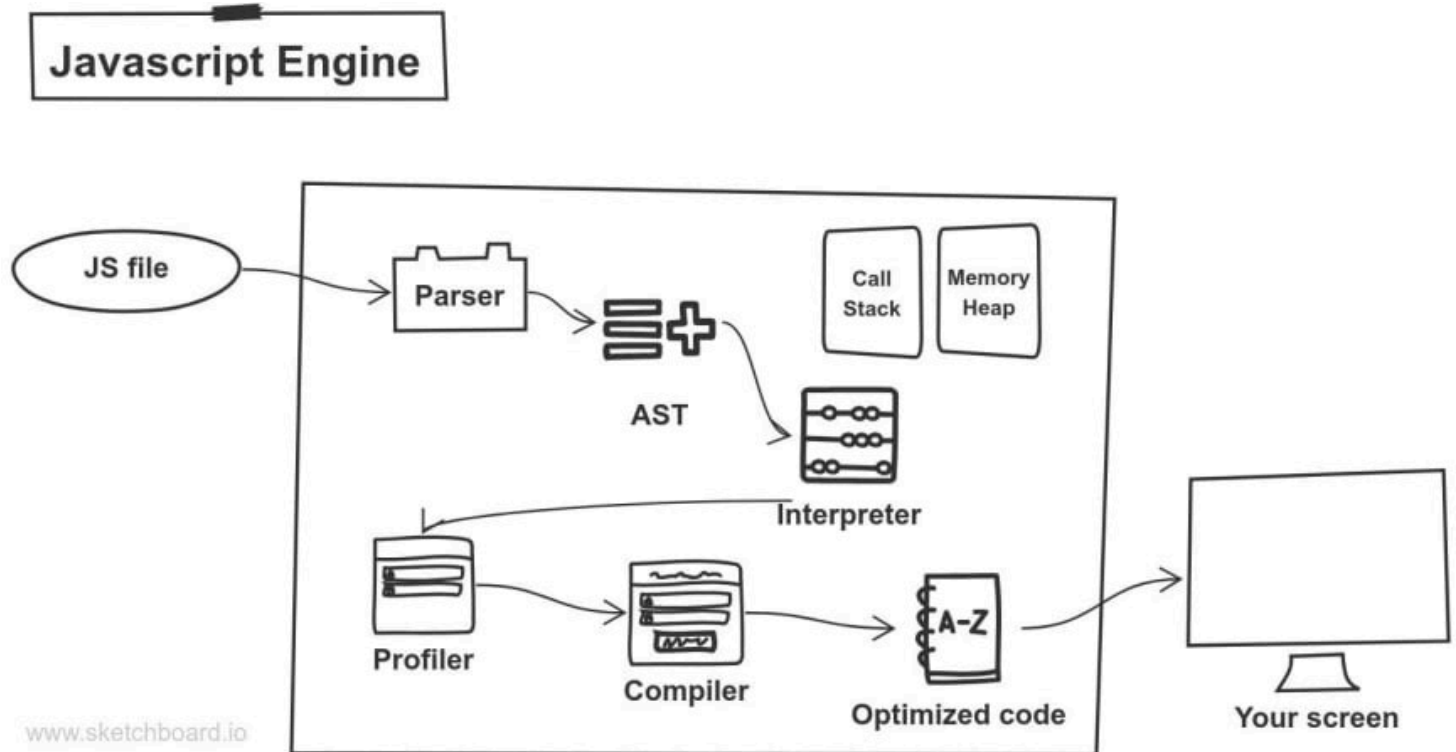 Javascript Engine
JS file
Parser
Call
Stack
Memory
Heap
AST
Interpreter
A-Z
Profiler
Compiler
Optimized code
Your screen
www.sketchboard.io